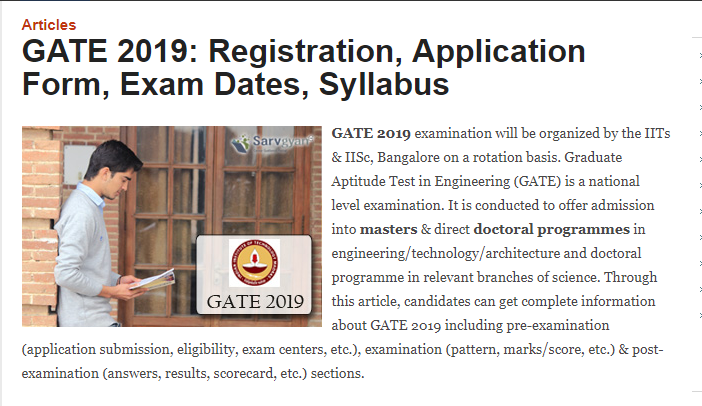 Articles
GATE 2019: Registration, Application
Form, Exam Dates, Syllabus
Sarvgyan
GATE 2019
GATE 2019 examination will be organized by the IITs
& IISc, Bangalore on a rotation basis. Graduate
Aptitude Test in Engineering (GATE) is a national
level examination. It is conducted to offer admission
into masters & direct doctoral programmes in
engineering/technology/architecture and doctoral
programme in relevant branches of science. Through
this article, candidates can get complete information
about GATE 2019 including pre-examination
(application submission, eligibility, exam centers, etc.), examination (pattern, marks/score, etc.) & post-
examination (answers, results, scorecard, etc.) sections.